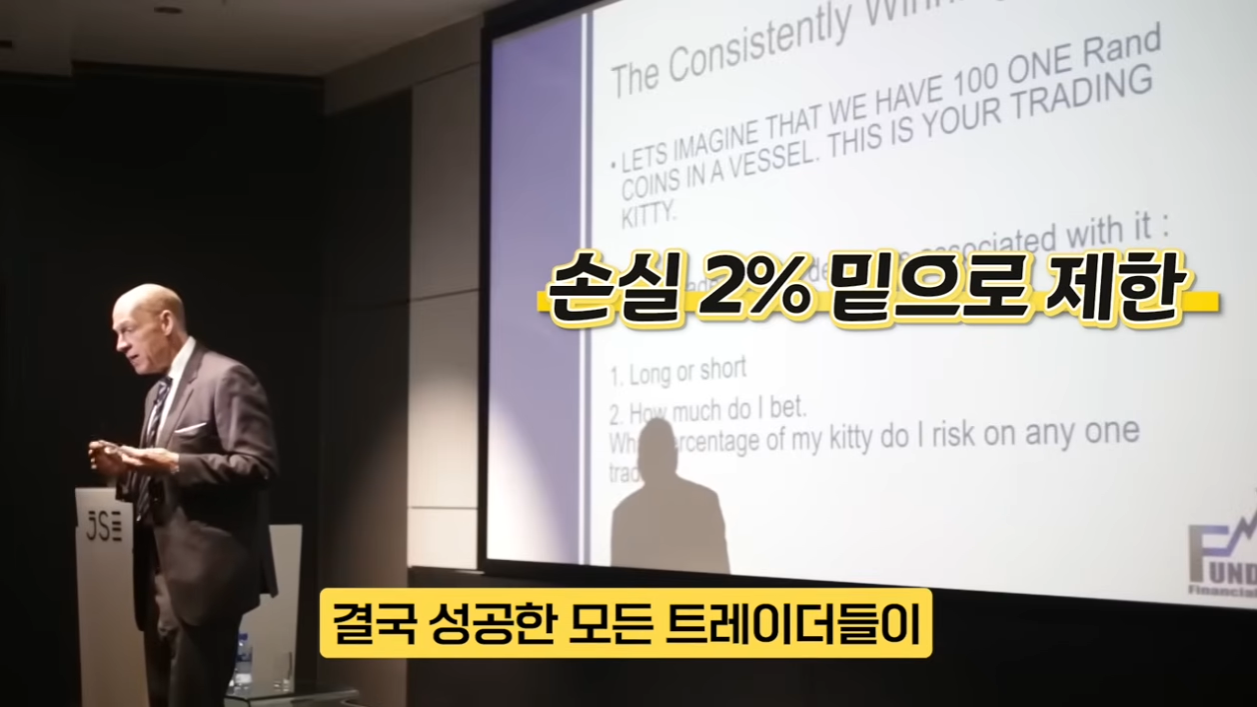 The Consistently
• LETS IMAGINE THAT WE HAVE 100 ONE Rand
COINS IN A VESSEL. THIS IS YOUR TRADING
KITTY.
associated with it :
손실 2% 밑으로 제한
1. Long or short
2. How much do I bet.
percentage of my kitty do I risk on any one
JSE
결국 성공한 모든 트레이더들이